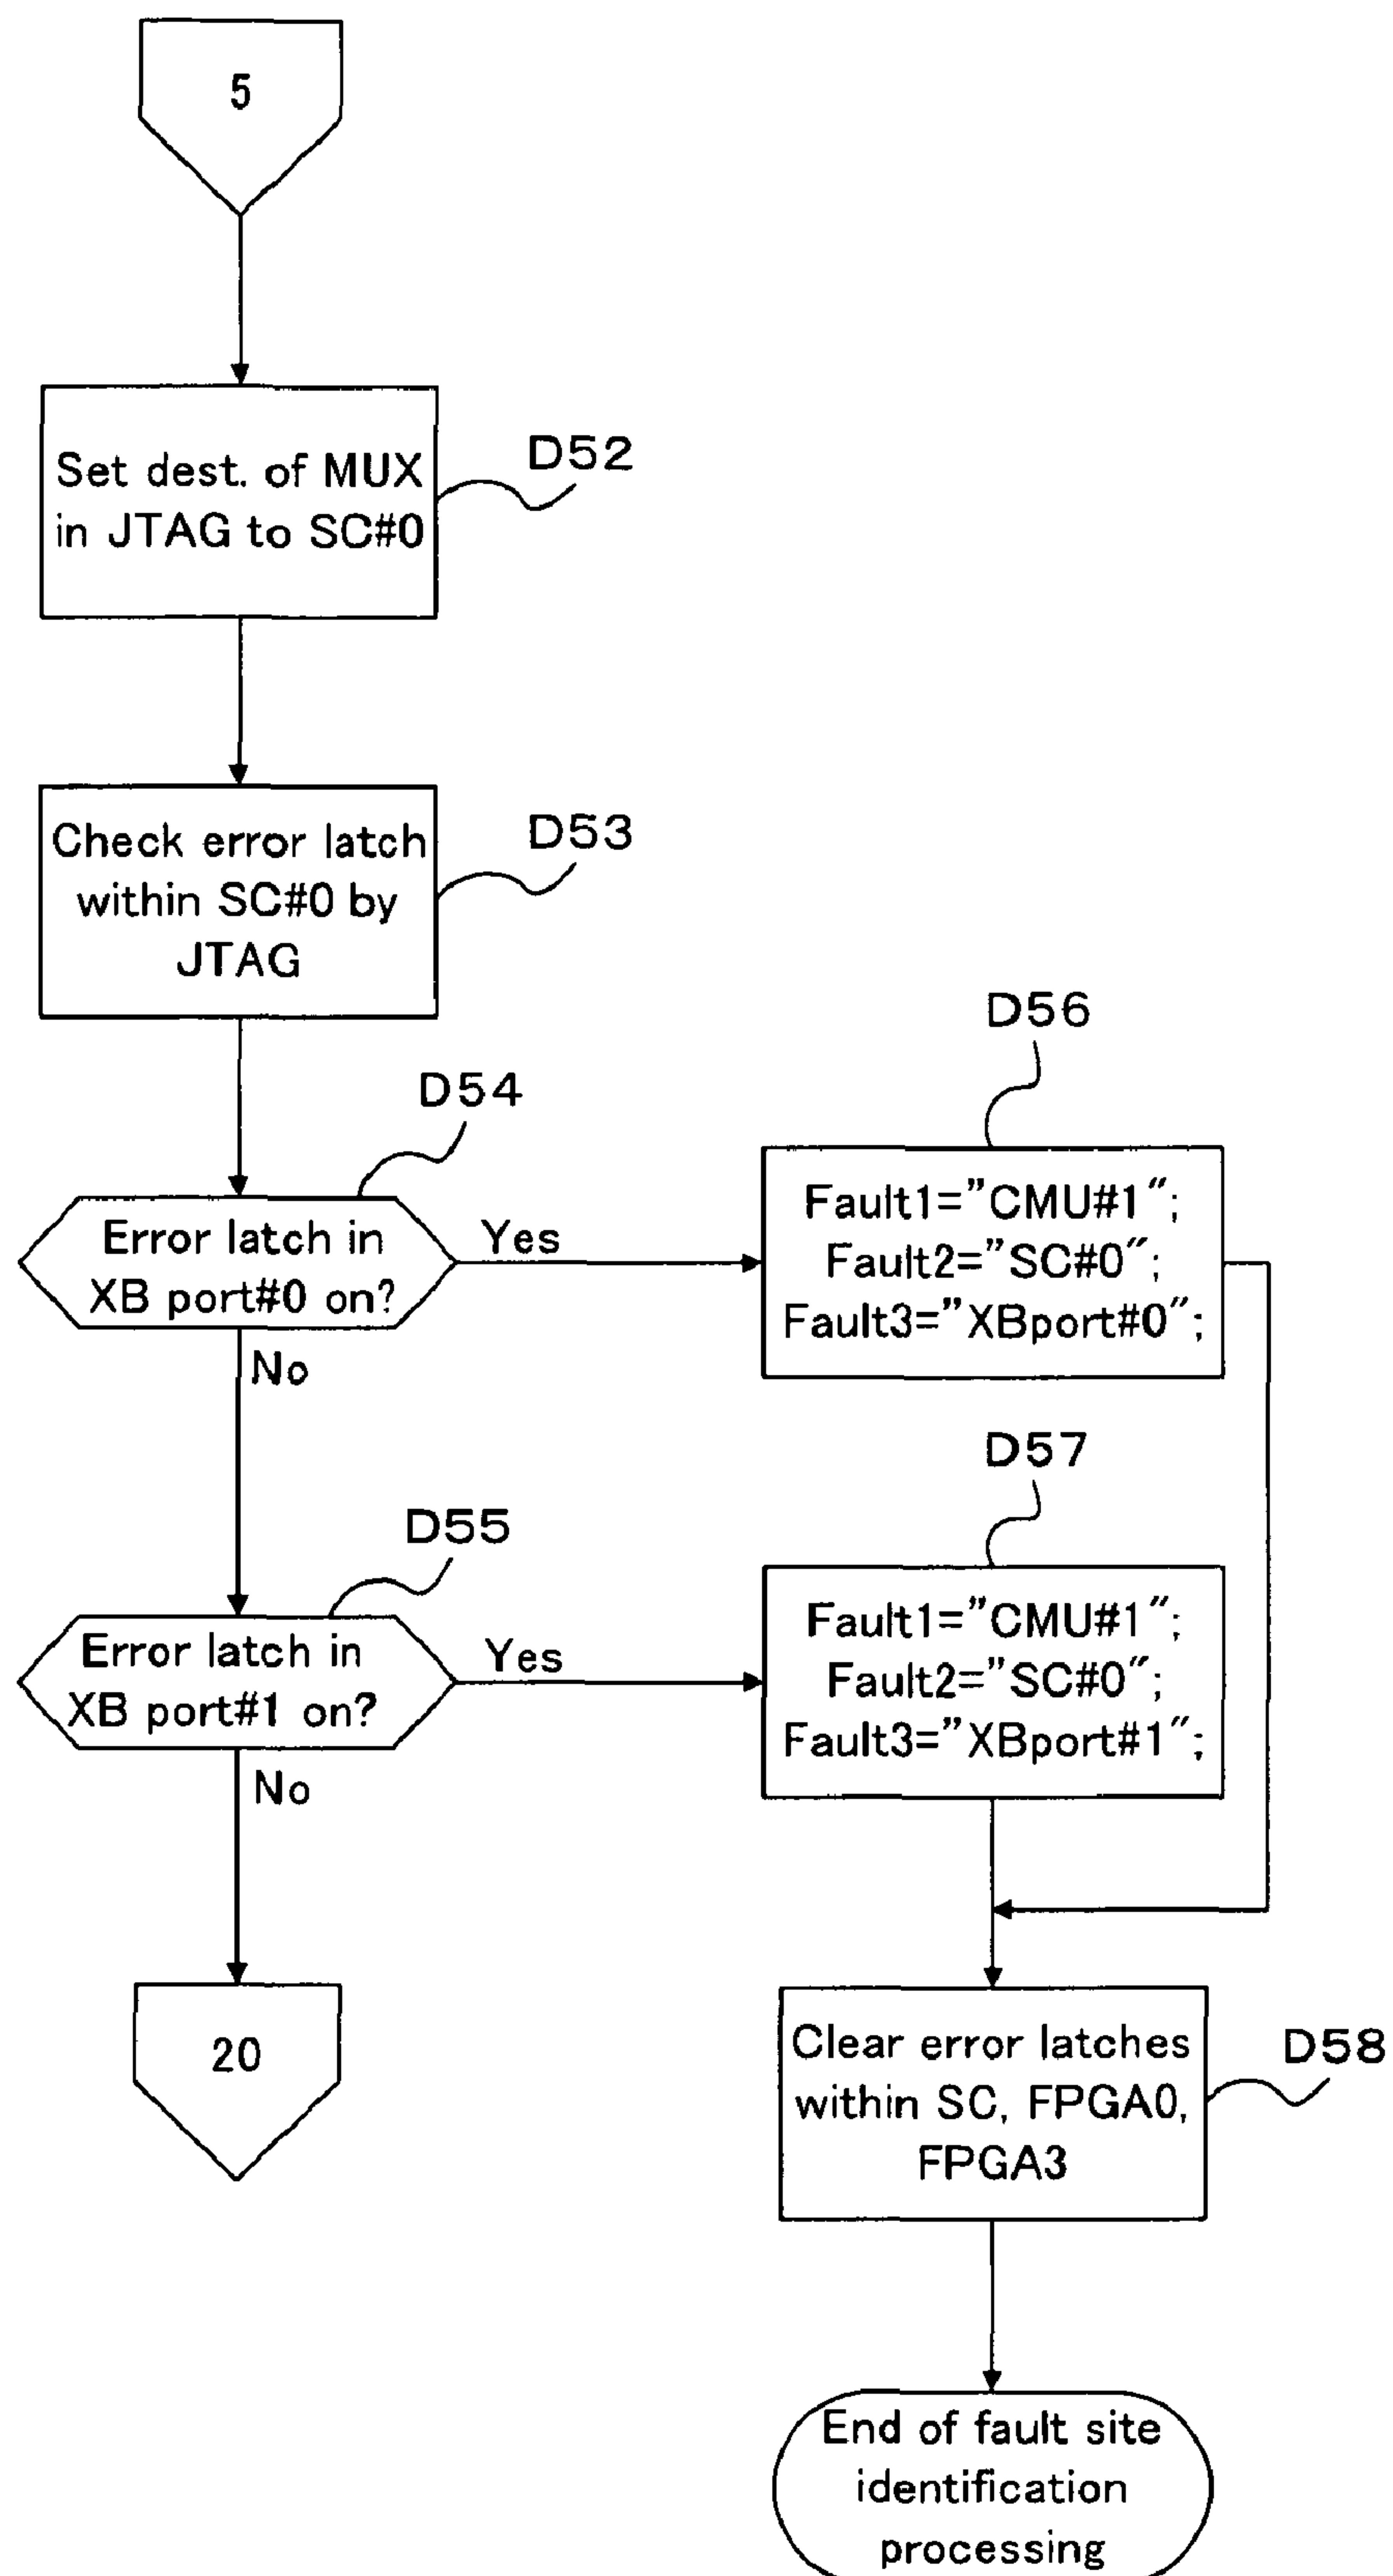 5
Set dest. of MUX
in JTAG to SC#0
D52
Check error latch
within SC#0 by
JTAG
D53
D54
Error latch in
XB port#0 on?
Yes
No
D56
Fault1=”CMU#1″;
Fault2=”SC#0″;
Fault3=”XBport#0″;
D55
Error latch in
XB port#1 on?
Yes
No
D57
Fault1=”CMU#1″;
Fault2=”SC#0″;
Fault3=”XBport#1″;
20
Clear error latches
within SC, FPGA0,
FPGA3
D58
End of fault site
identification
processing